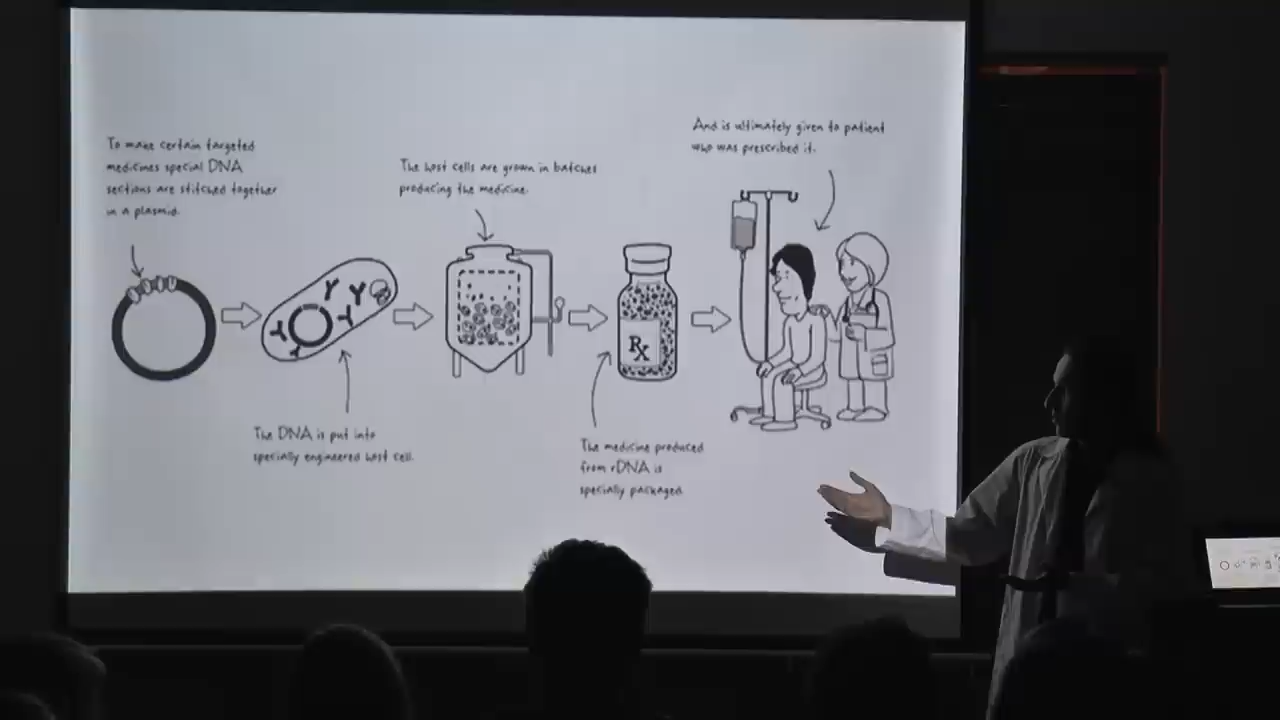 To make certain targeted
medicines special DNA
sections are stitched together
in a plasmid.
The DNA is put into
specially engineered host cell.
The host cells are grown in batches
producing the medicine.
Rx
The medicine produced
from rDNA is
specially packaged
And is ultimately given to patient
who was prescribed it.